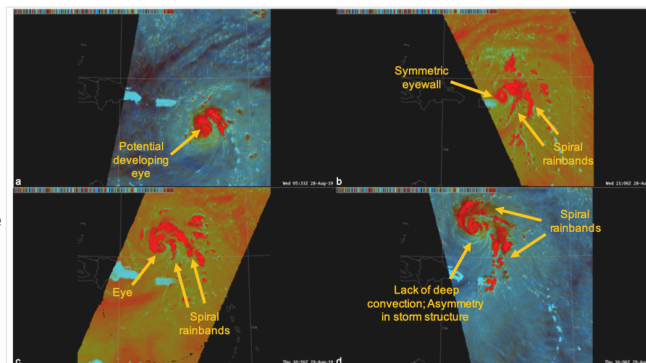 Potential
developing
eye
a
Wed 05:33Z 28-Aug-19
Symmetric
eyewall
Spiral
rainbands
b
Wed 21:06Z 28-Aug-19
Eye
Spiral
rainbands
c
Spiral
rainbands
Lack of deep
convection; Asymmetry
in storm structure
d